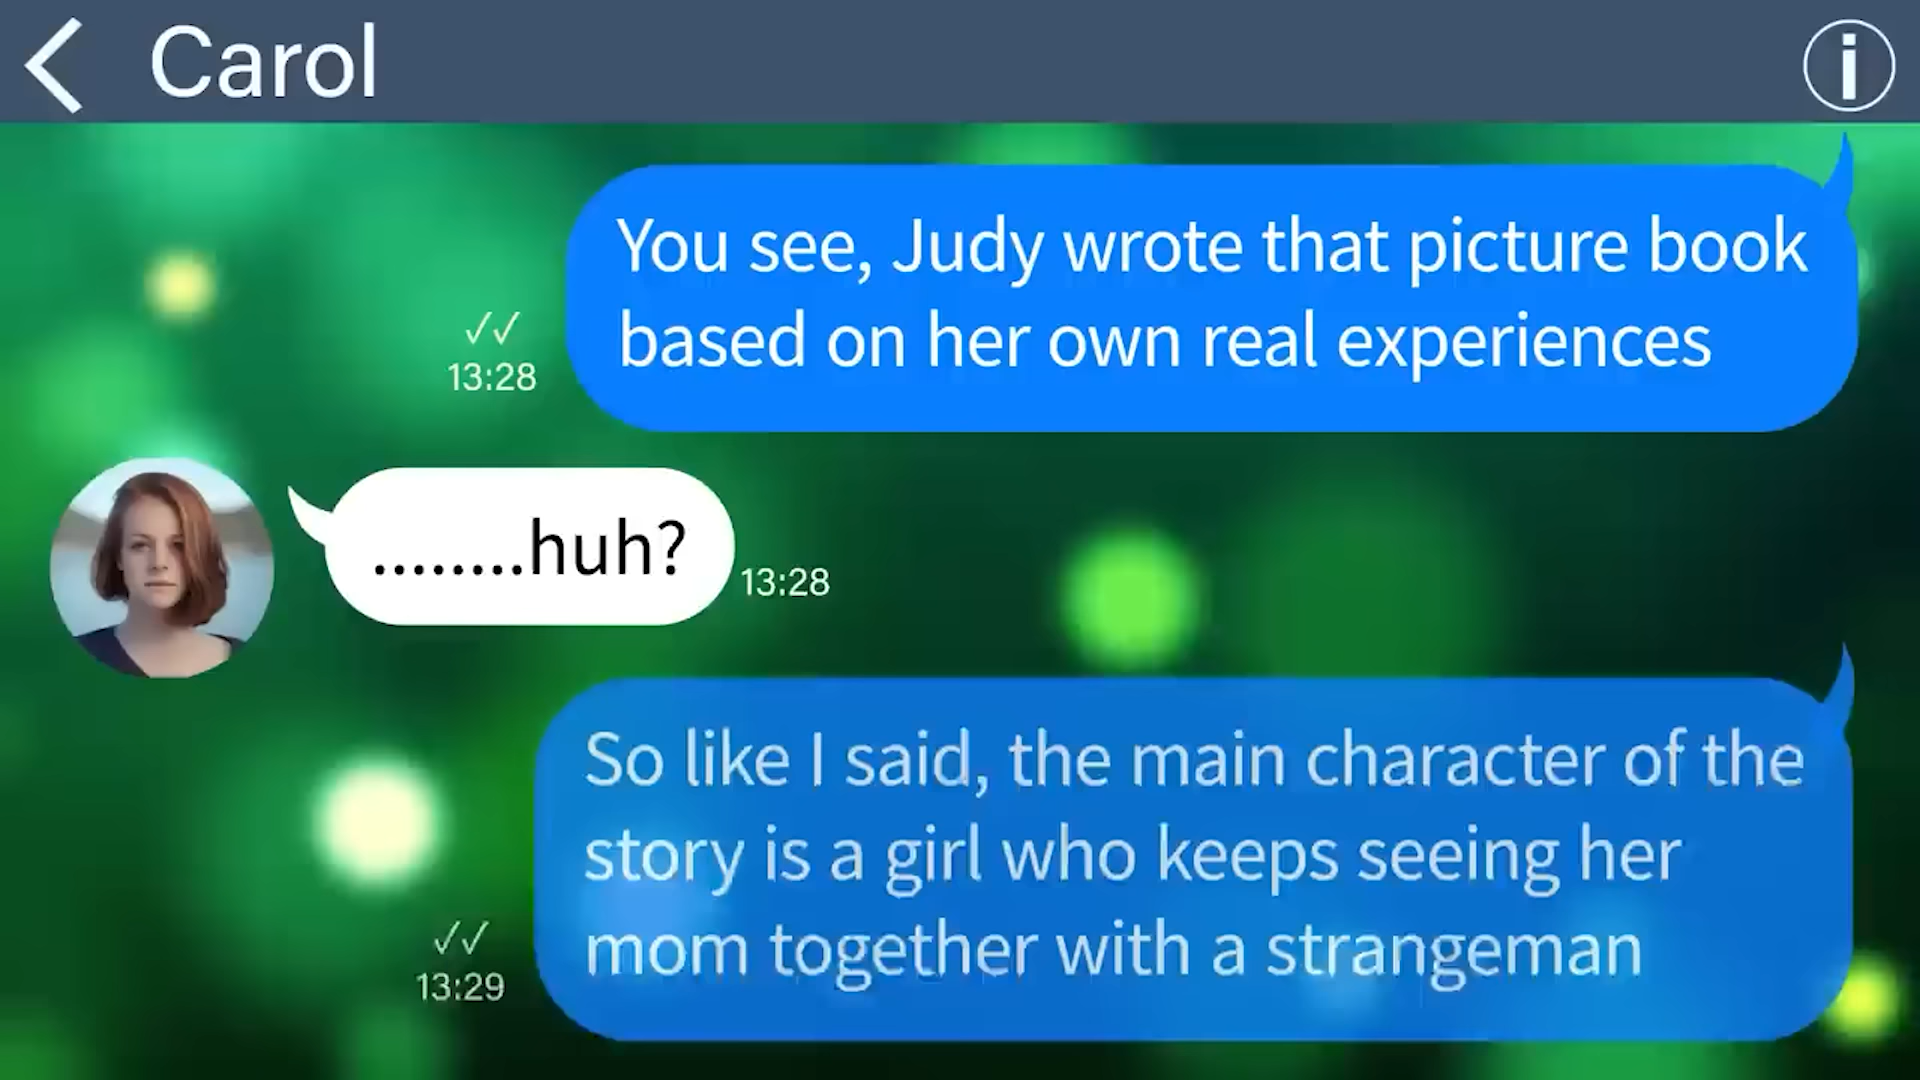 Carol
You see, Judy wrote that picture book
based on her own real experiences
✓✓
13:28
........huh?
13:28
So like I said, the main character of the
story is a girl who keeps seeing her
mom together with a strangeman
✓✓
13:29